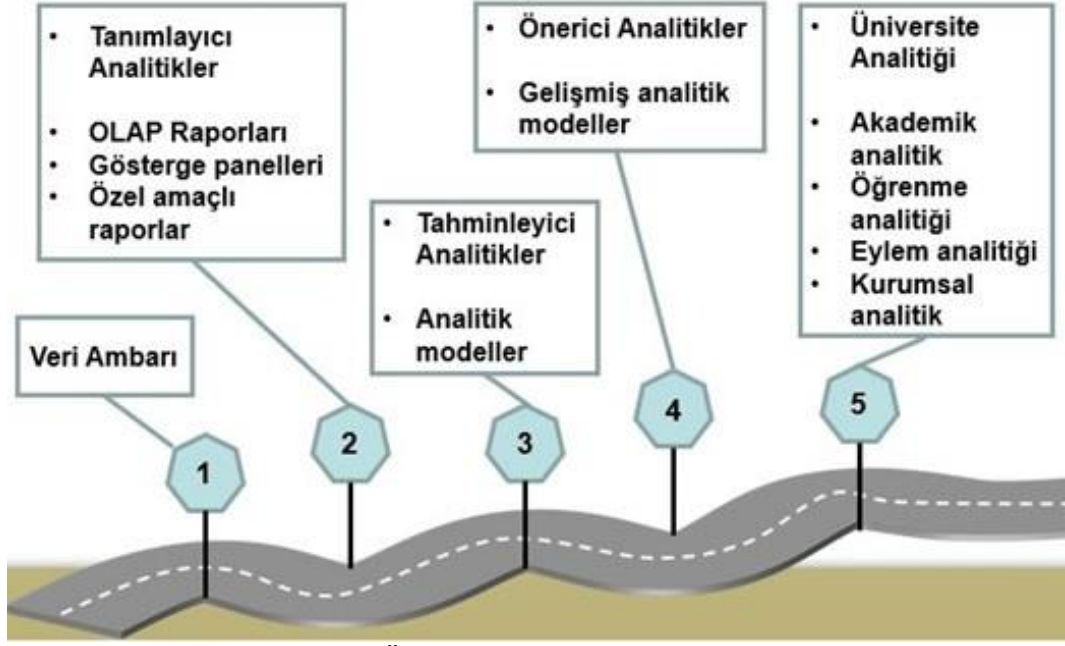 • Tanımlayıcı
Analitikler
• OLAP Raporları
• Gösterge panelleri
• Özel amaçlı
raporlar
• Önerici Analitikler
• Gelişmiş analitik
modeller
• Üniversite
Analitiği
• Akademik
analitik
• Öğrenme
analitiği
• Eylem analitiği
• Kurumsal
analitik
• Tahminleyici
Analitikler
• Analitik
modeller
Veri Ambarı
1
2
3
4
5